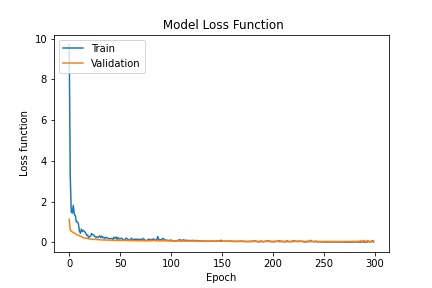 Model Loss Function
10
8
6
4
2
0
Loss function
Train
Validation
0 50 100 150 200 250 300
Epoch